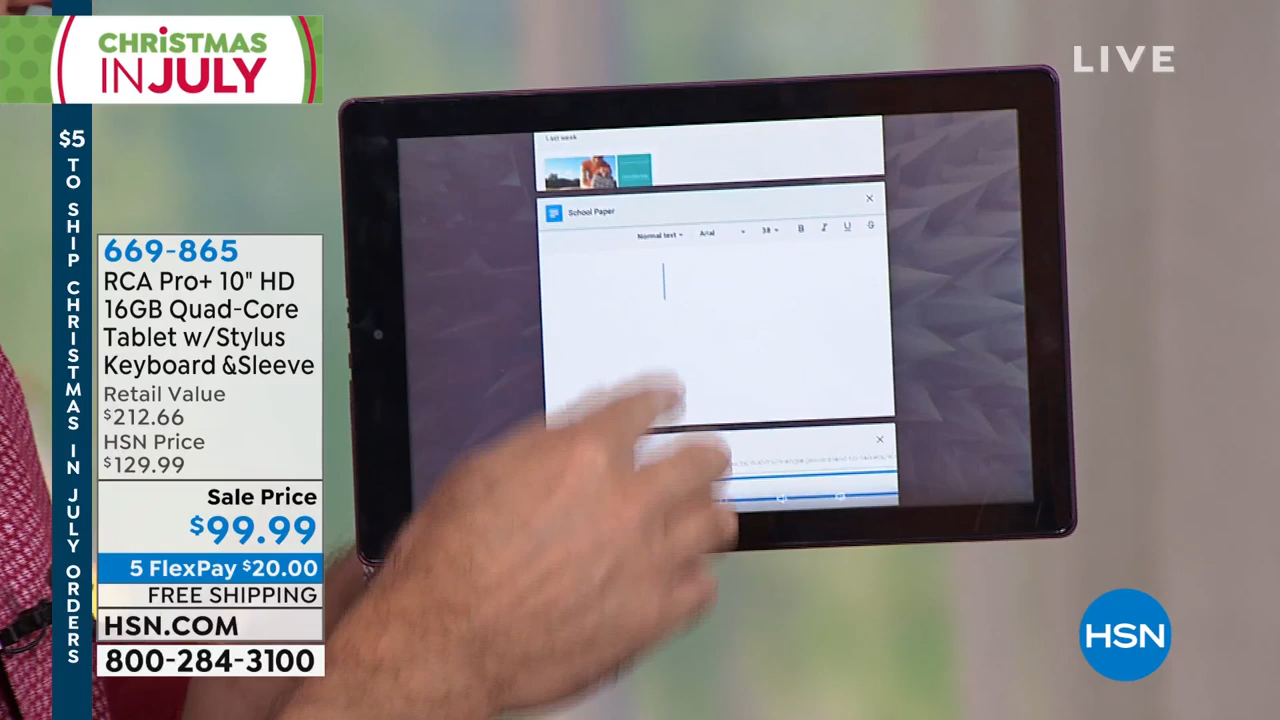 CHRiSTMAS
IN JULY
LIVE
$5 TO SHIP CHRISTMAS IN JULY ORDERS
669-865
RCA Pro+ 10" HD
16GB Quad-Core
Tablet w/Stylus
Keyboard &Sleeve
Retail Value
$212.66
HSN Price
$129.99
Sale Price
$99.99
5 FlexPay $20.00
FREE SHIPPING
HSN.COM
800-284-3100
Last week
School Paper
Normal text
Arial
38
B
I
U
HSN